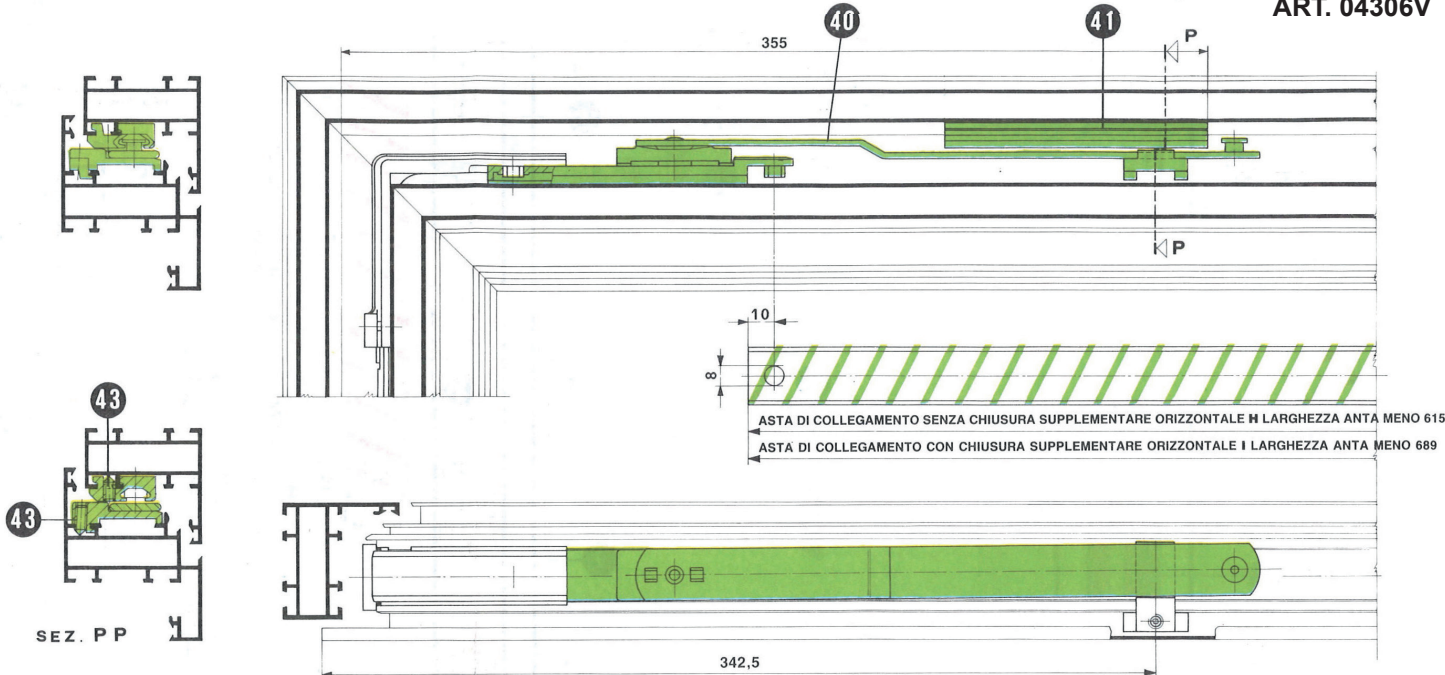 ART. 04306V
40
41
355
P
P
10
8
ASTA DI COLLEGAMENTO SENZA CHIUSURA SUPPLEMENTARE ORIZZONTALE H LARGHEZZA ANTA MENO 615
ASTA DI COLLEGAMENTO CON CHIUSURA SUPPLEMENTARE ORIZZONTALE I LARGHEZZA ANTA MENO 689
43
43
SEZ. PP
342,5